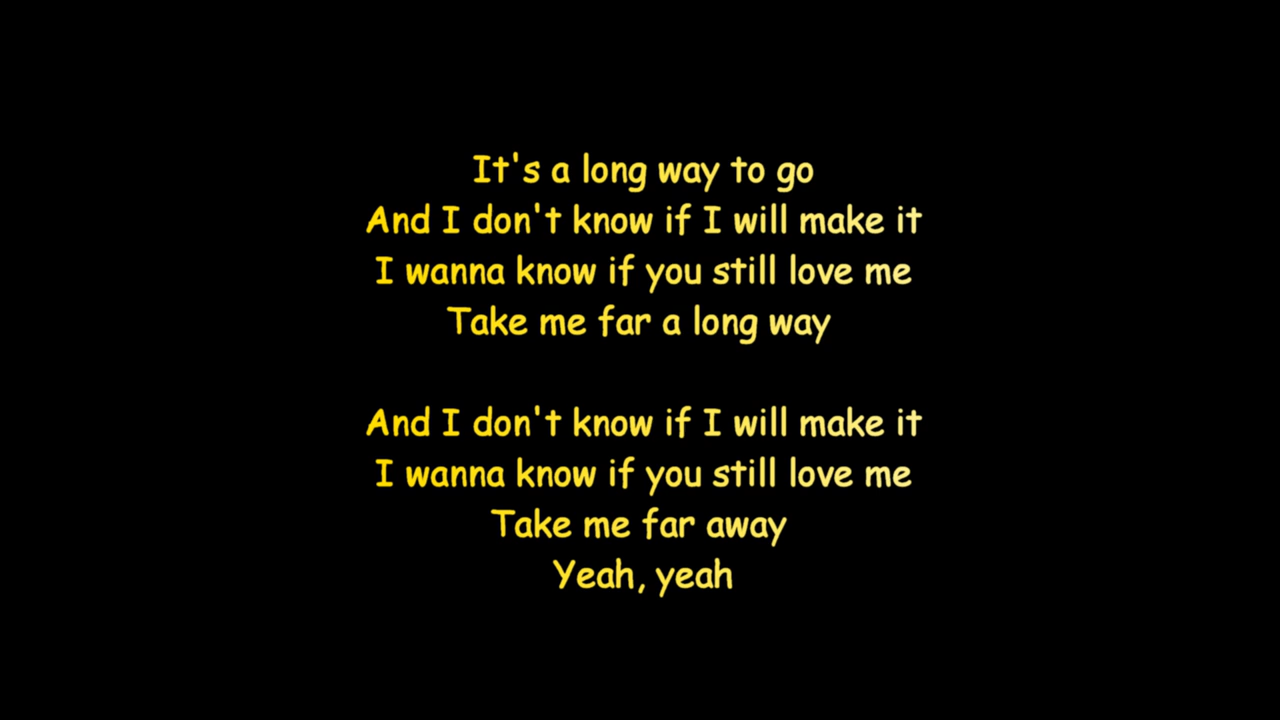 It's a long way to go
And I don't know if I will make it
I wanna know if you still love me
Take me far a long way
And I don't know if I will make it
I wanna know if you still love me
Take me far away
Yeah, yeah